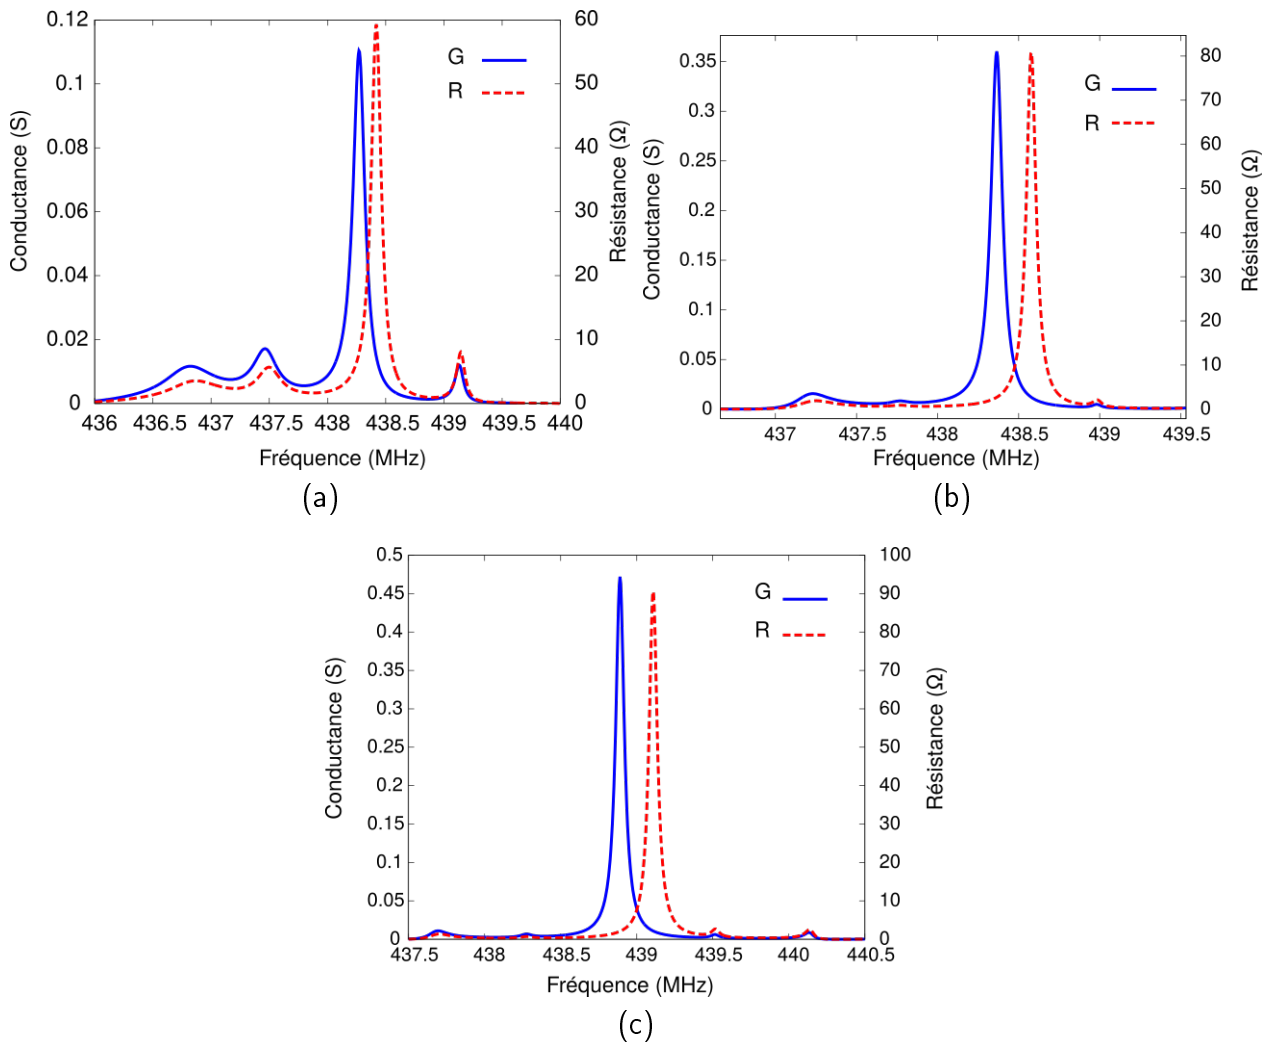 0.12
0.1
0.08
0.06
0.04
0.02
0
Conductance (S)
60
50
40
30
20
10
0
Résistance (Ω)
G
R
436 436.5 437 437.5 438 438.5 439 439.5 440
Fréquence (MHz)
(a)
0.35
0.3
0.25
0.2
0.15
0.1
0.05
0
Conductance (S)
80
70
60
50
40
30
20
10
0
Résistance (Ω)
G
R
437 437.5 438 438.5 439 439.5
Fréquence (MHz)
(b)
0.5
0.45
0.4
0.35
0.3
0.25
0.2
0.15
0.1
0.05
0
Conductance (S)
100
90
80
70
60
50
40
30
20
10
0
Résistance (Ω)
G
R
437.5 438 438.5 439 439.5 440 440.5
Fréquence (MHz)
(c)